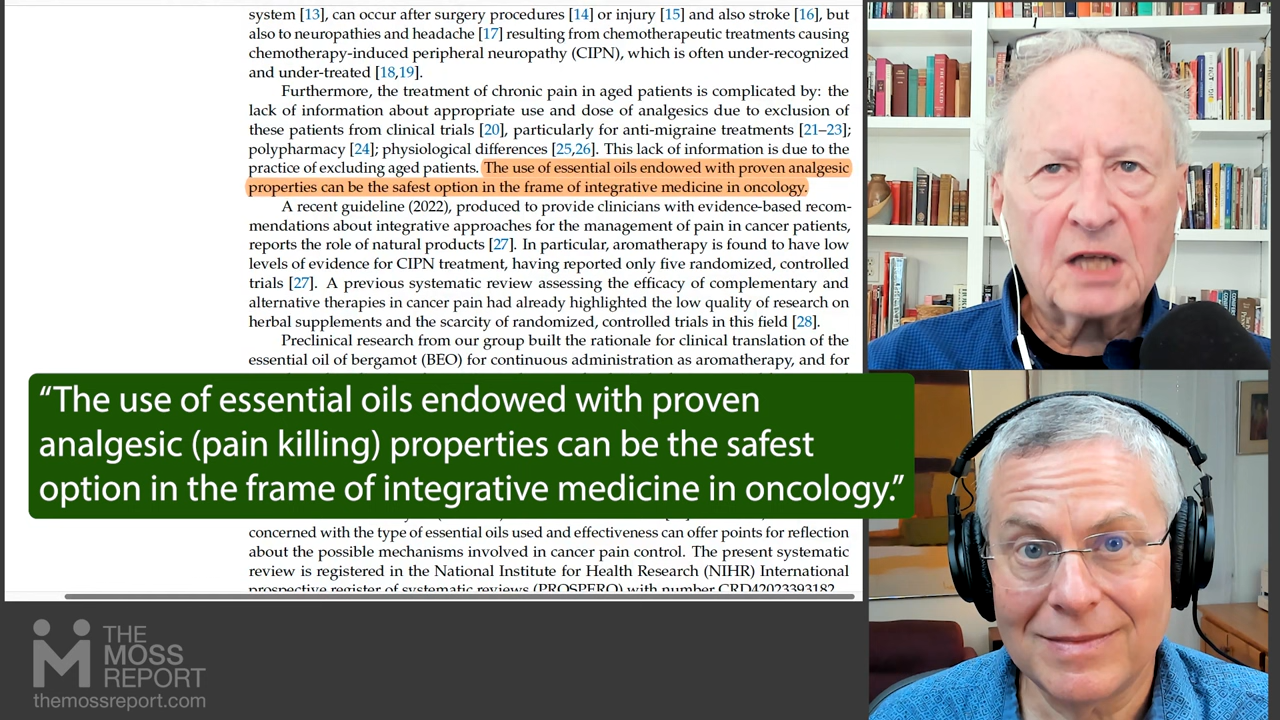 system [13], can occur after surgery procedures [14] or injury [15] and also stroke [16], but
also to neuropathies and headache [17] resulting from chemotherapeutic treatments causing
chemotherapy-induced peripheral neuropathy (CIPN), which is often under-recognized
and under-treated [18,19].
Furthermore, the treatment of chronic pain in aged patients is complicated by: the
lack of information about appropriate use and dose of analgesics due to exclusion of
these patients from clinical trials [20], particularly for anti-migraine treatments [21–23];
polypharmacy [24]; physiological differences [25,26]. This lack of information is due to the
practice of excluding aged patients. The use of essential oils endowed with proven analgesic
properties can be the safest option in the frame of integrative medicine in oncology.
A recent guideline (2022), produced to provide clinicians with evidence-based recom-
mendations about integrative approaches for the management of pain in cancer patients,
reports the role of natural products [27]. In particular, aromatherapy is found to have low
levels of evidence for CIPN treatment, having reported only five randomized, controlled
trials [27]. A previous systematic review assessing the efficacy of complementary and
alternative therapies in cancer pain had already highlighted the low quality of research on
herbal supplements and the scarcity of randomized, controlled trials in this field [28].
Preclinical research from our group built the rationale for clinical translation of the
essential oil of bergamot (BEO) for continuous administration as aromatherapy, and for
“The use of essential oils endowed with proven
analgesic (pain killing) properties can be the safest
option in the frame of integrative medicine in oncology.”
concerned with the type of essential oils used and effectiveness can offer points for reflection
about the possible mechanisms involved in cancer pain control. The present systematic
review is registered in the National Institute for Health Research (NIHR) International
prospective register of systematic reviews (PROSPERO) with number CRD42023393182
THE
MOSS
REPORT
themossreport.com